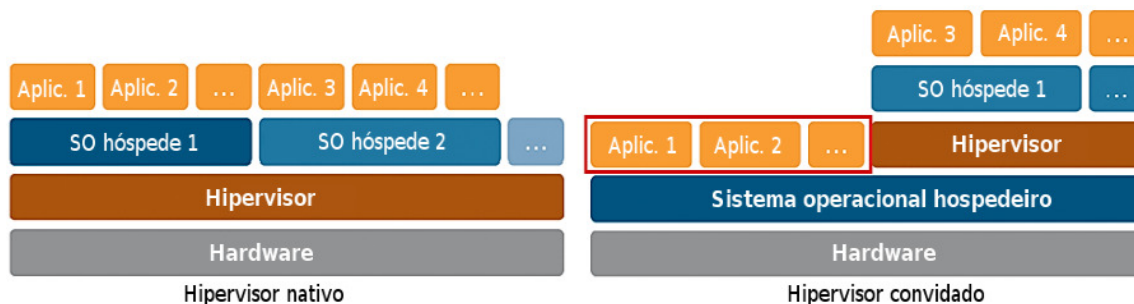 Aplic. 1 Aplic. 2 ... Aplic. 3 Aplic. 4 ...
SO hóspede 1 SO hóspede 2 ...
Hipervisor
Hardware
Hipervisor nativo
Aplic. 3 Aplic. 4 ...
SO hóspede 1 ...
Aplic. 1 Aplic. 2 ... Hipervisor
Sistema operacional hospedeiro
Hardware
Hipervisor convidado